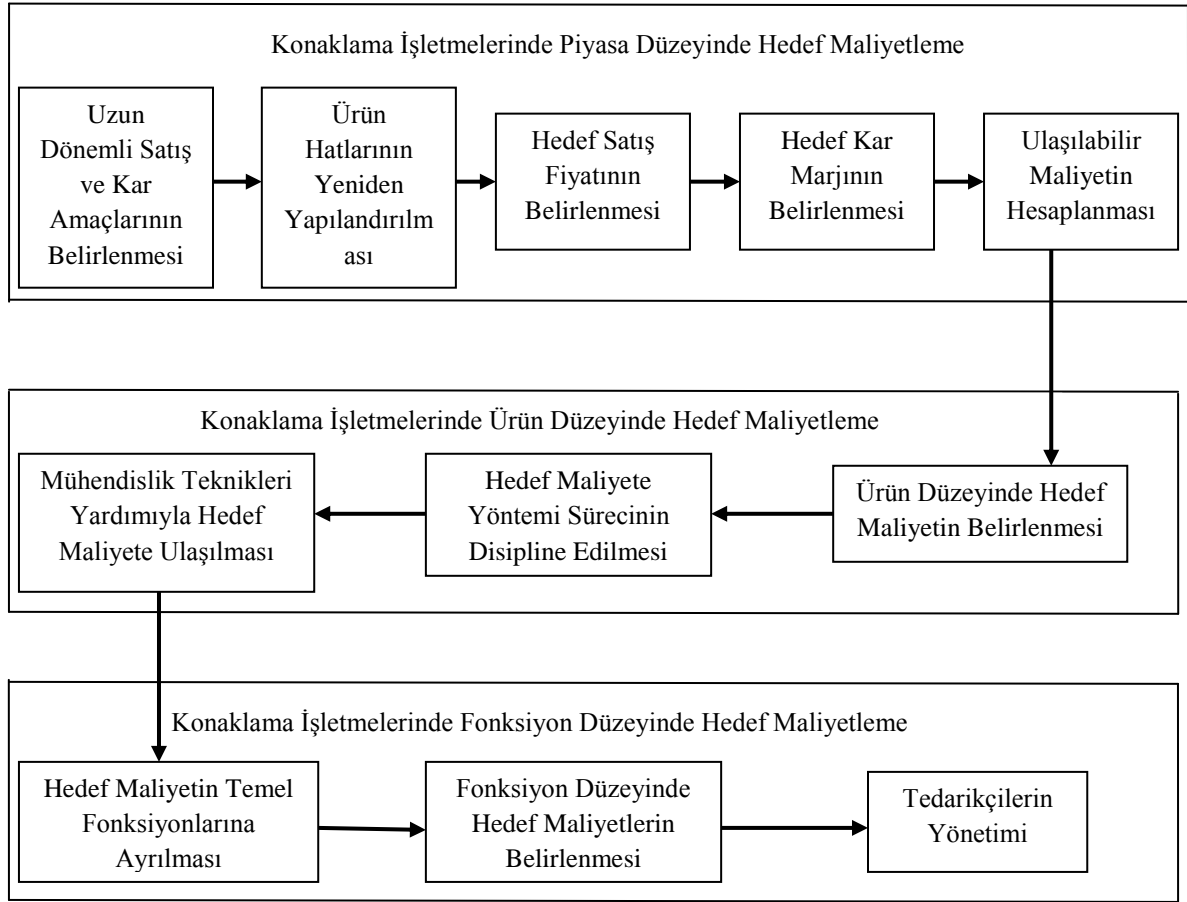 Konaklama İşletmelerinde Piyasa Düzeyinde Hedef Maliyetleme
Uzun
Dönemli Satış
ve Kar
Amaçlarının
Belirlenmesi
Ürün
Hatlarının
Yeniden
Yapılandırılm
ası
Hedef Satış
Fiyatının
Belirlenmesi
Hedef Kar
Marjının
Belirlenmesi
Ulaşılabilir
Maliyetin
Hesaplanması
Konaklama İşletmelerinde Ürün Düzeyinde Hedef Maliyetleme
Mühendislik Teknikleri
Yardımıyla Hedef
Maliyete Ulaşılması
Hedef Maliyete
Yöntemi Sürecinin
Disipline Edilmesi
Ürün Düzeyinde Hedef
Maliyetin Belirlenmesi
Konaklama İşletmelerinde Fonksiyon Düzeyinde Hedef Maliyetleme
Hedef Maliyetin Temel
Fonksiyonlarına
Ayrılması
Fonksiyon Düzeyinde
Hedef Maliyetlerin
Belirlenmesi
Tedarikçilerin
Yönetimi